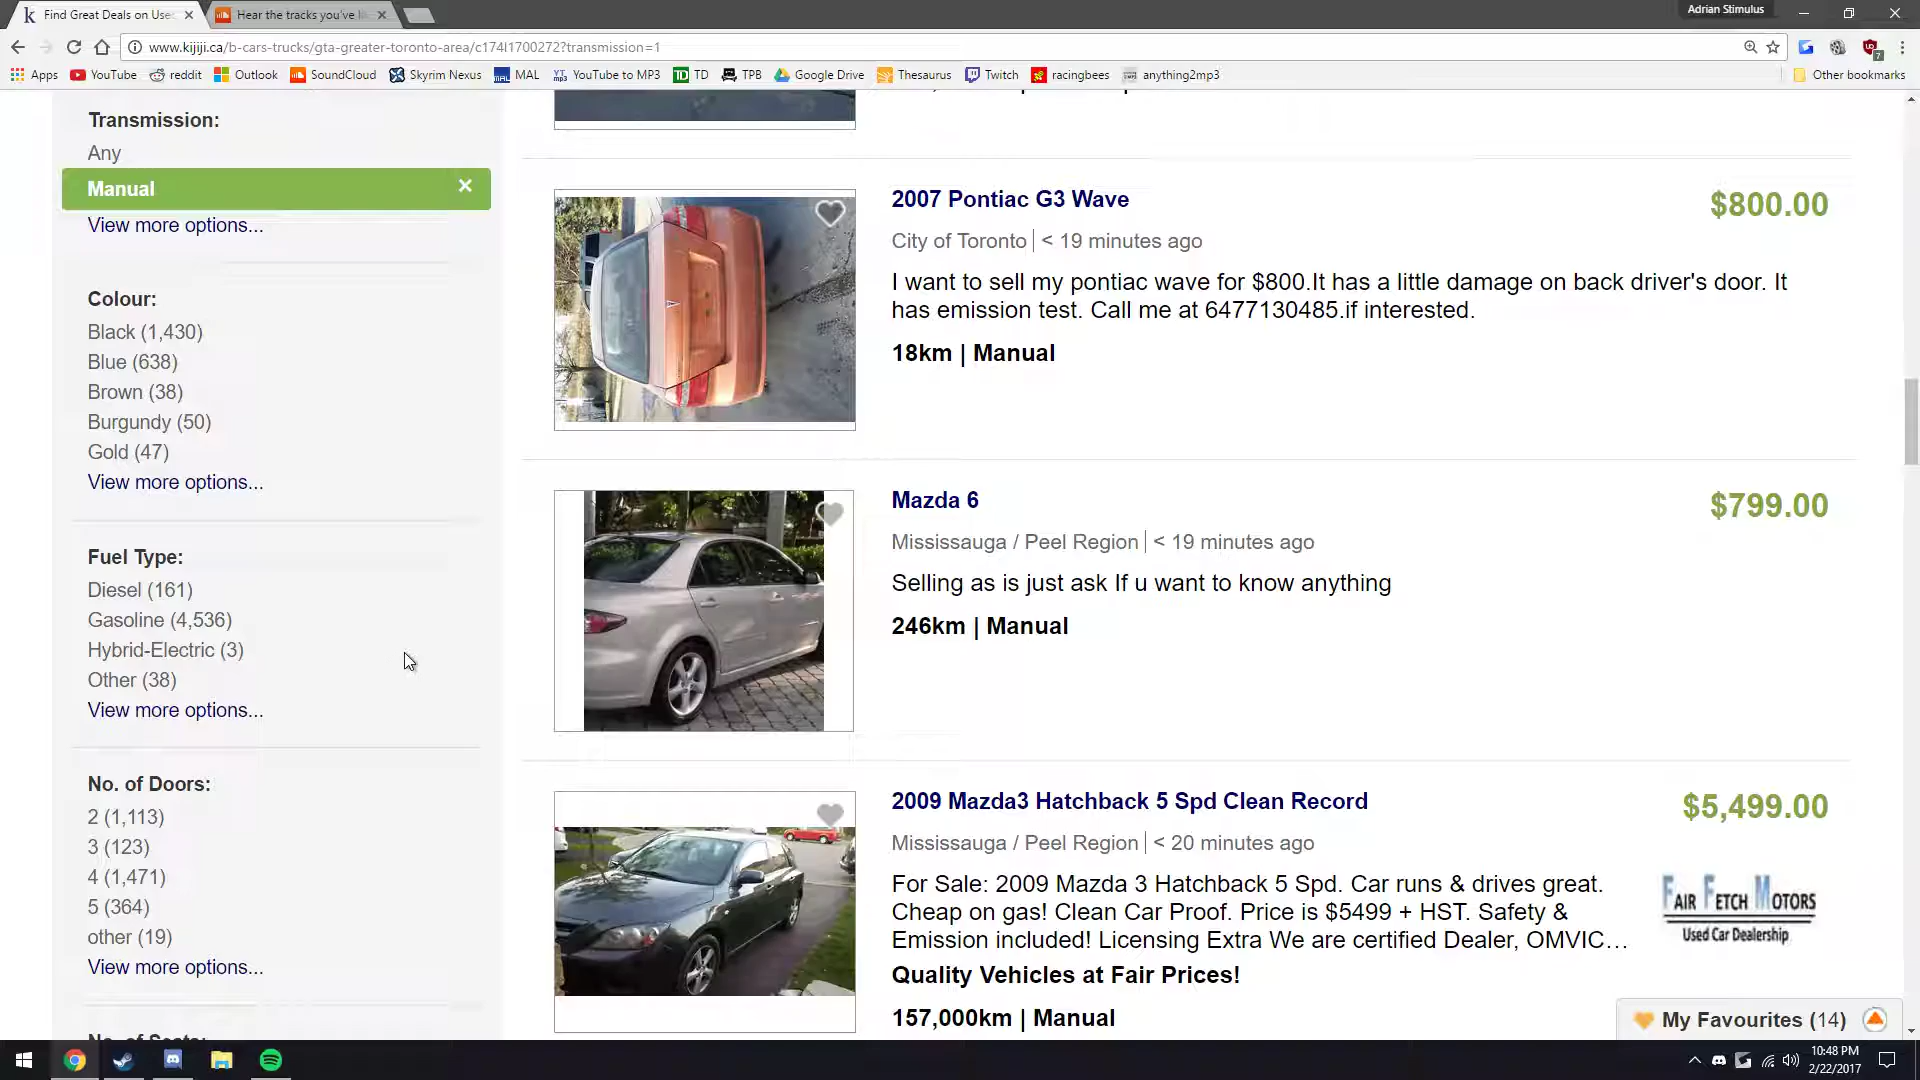 Find Great Deals on Use
Hear the tracks you've li
Adrian Stimulus
www.kijiji.ca/b-cars-trucks/gta-greater-toronto-area/c174l1700272?transmission=1
Apps
YouTube
reddit
Outlook
SoundCloud
Skyrim Nexus
MAL
YouTube to MP3
TD
TPB
Google Drive
Thesaurus
Twitch
racingbees
anything2mp3
Other bookmarks
Transmission:
Any
Manual
View more options...
Colour:
Black (1,430)
Blue (638)
Brown (38)
Burgundy (50)
Gold (47)
View more options...
Fuel Type:
Diesel (161)
Gasoline (4,536)
Hybrid-Electric (3)
Other (38)
View more options...
No. of Doors:
2 (1,113)
3 (123)
4 (1,471)
5 (364)
other (19)
View more options...
2007 Pontiac G3 Wave
$800.00
City of Toronto | < 19 minutes ago
I want to sell my pontiac wave for $800.It has a little damage on back driver's door. It
has emission test. Call me at 6477130485.if interested.
18km | Manual
Mazda 6
$799.00
Mississauga / Peel Region | < 19 minutes ago
Selling as is just ask If u want to know anything
246km | Manual
2009 Mazda3 Hatchback 5 Spd Clean Record
$5,499.00
Mississauga / Peel Region | < 20 minutes ago
For Sale: 2009 Mazda 3 Hatchback 5 Spd. Car runs & drives great.
Cheap on gas! Clean Car Proof. Price is $5499 + HST. Safety &
Emission included! Licensing Extra We are certified Dealer, OMVIC...
Quality Vehicles at Fair Prices!
157,000km | Manual
FAIR FETCH MOTORS
Used Car Dealership
My Favourites (14)
10:48 PM
2/22/2017